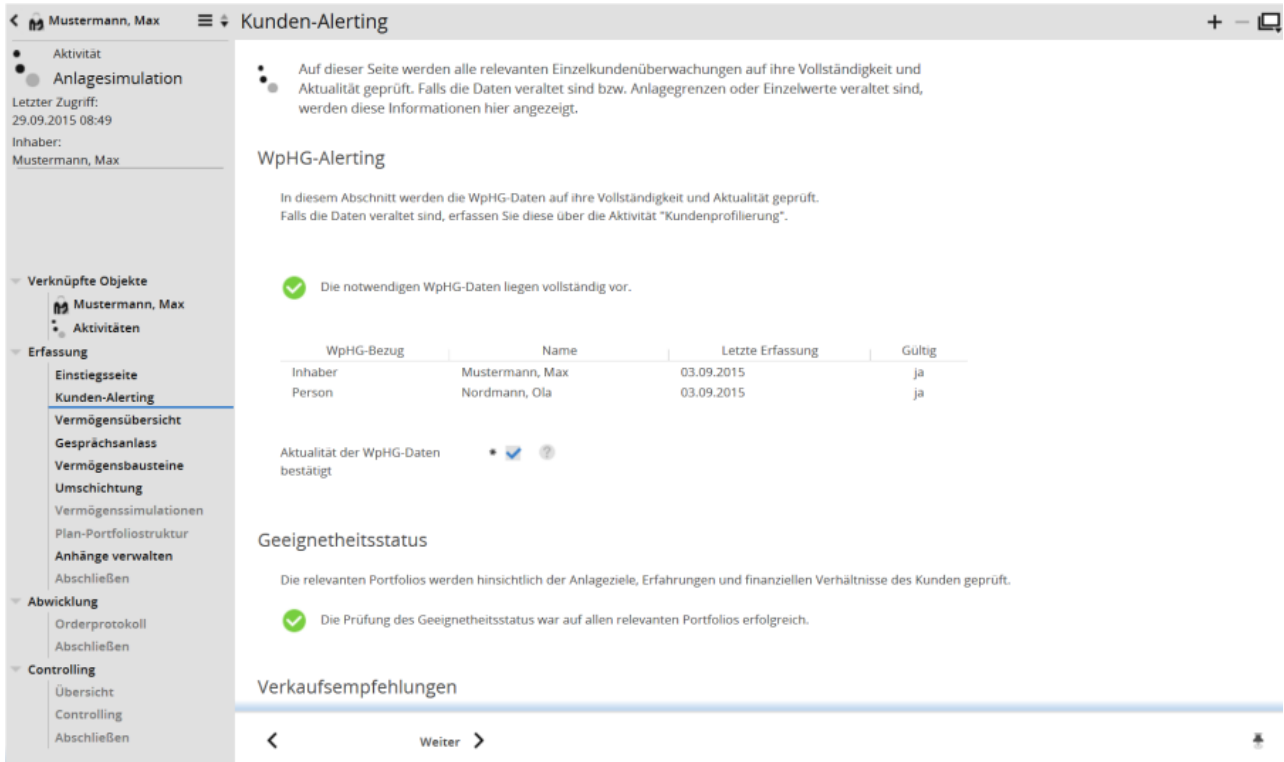 Mustermann, Max
Kunden-Alerting
Aktivität
Anlagesimulation
Letzter Zugriff:
29.09.2015 08:49
Inhaber:
Mustermann, Max
Verknüpfte Objekte
Mustermann, Max
Aktivitäten
Erfassung
Einstiegsseite
Kunden-Alerting
Vermögensübersicht
Gesprächsanlass
Vermögensbausteine
Umschichtung
Vermögenssimulationen
Plan-Portfoliostruktur
Anhänge verwalten
Abschließen
Abwicklung
Orderprotokoll
Abschließen
Controlling
Übersicht
Controlling
Abschließen
Auf dieser Seite werden alle relevanten Einzelkundenüberwachungen auf ihre Vollständigkeit und
Aktualität geprüft. Falls die Daten veraltet sind bzw. Anlagegrenzen oder Einzelwerte veraltet sind,
werden diese Informationen hier angezeigt.
WpHG-Alerting
In diesem Abschnitt werden die WpHG-Daten auf ihre Vollständigkeit und Aktualität geprüft.
Falls die Daten veraltet sind, erfassen Sie diese über die Aktivität "Kundenprofilierung".
Die notwendigen WpHG-Daten liegen vollständig vor.
WpHG-Bezug Name Letzte Erfassung Gültig
Inhaber Mustermann, Max 03.09.2015 ja
Person Nordmann, Ola 03.09.2015 ja
Aktualität der WpHG-Daten
bestätigt
?
Geeignetheitsstatus
Die relevanten Portfolios werden hinsichtlich der Anlageziele, Erfahrungen und finanziellen Verhältnisse des Kunden geprüft.
Die Prüfung des Geeignetheitsstatus war auf allen relevanten Portfolios erfolgreich.
Verkaufsempfehlungen
Weiter